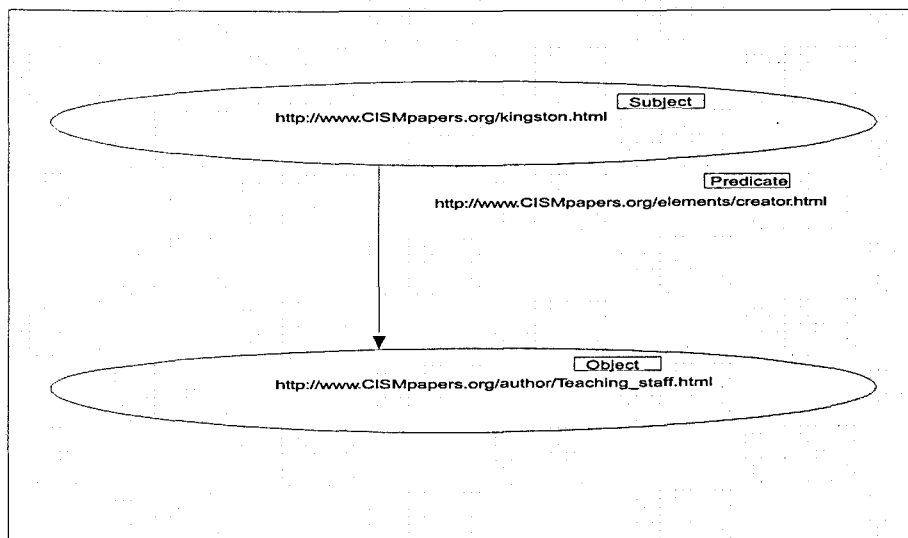 Subject
http://www.CISMpapers.org/kingston.html
Predicate
http://www.CISMpapers.org/elements/creator.html
Object
http://www.CISMpapers.org/author/Teaching_staff.html